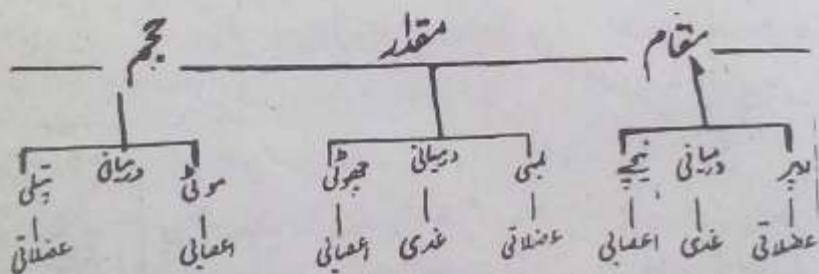 مقام مقدار حجم
اوپر درمیانی نیچے لمبی درمیانی چھوٹی موٹی درمیانی پتلی
عضلاتی غدی اعصابی عضلاتی غدی اعصابی اعصابی عضلاتی